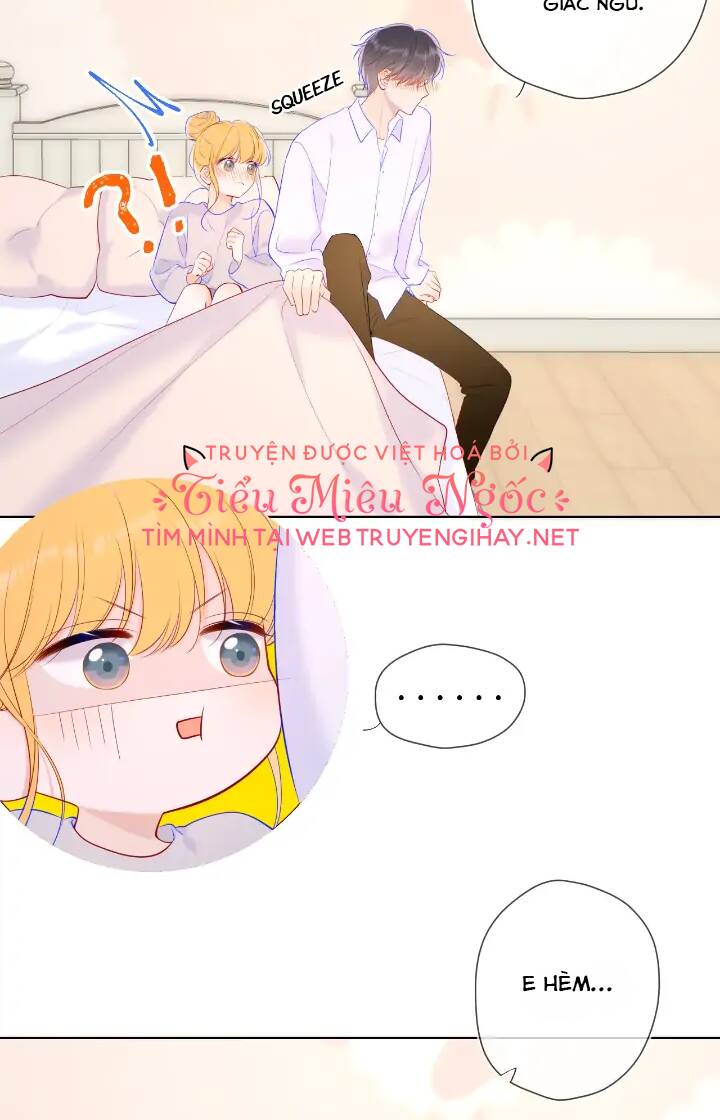 GIẤC NGỦ.
SQUEEZE
?!
TRUYỆN ĐƯỢC VIỆT HOÁ BỞI
Tiểu Miêu Ngốc
TÌM MÌNH TẠI WEB TRUYENGIHAY.NET
......
E HÈM...